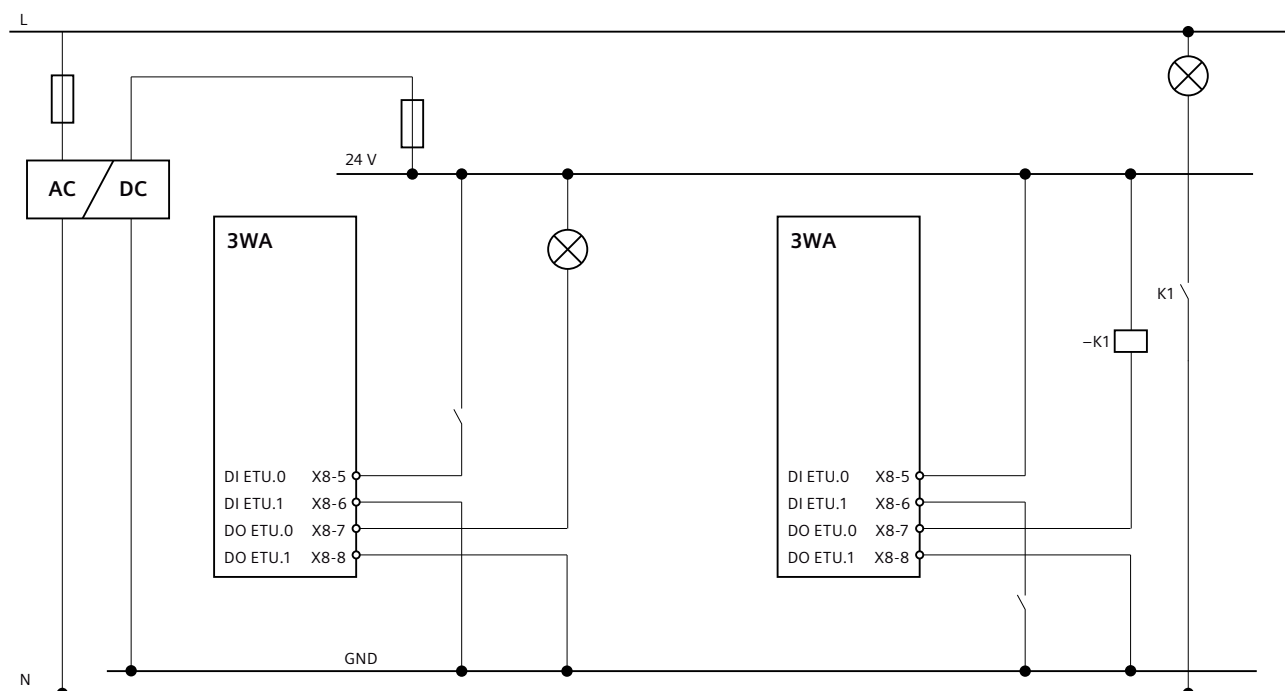 L
24 V
AC
DC
3WA
3WA
K1
–K1
DI ETU.0 X8-5
DI ETU.1 X8-6
DO ETU.0 X8-7
DO ETU.1 X8-8
DI ETU.0 X8-5
DI ETU.1 X8-6
DO ETU.0 X8-7
DO ETU.1 X8-8
GND
N